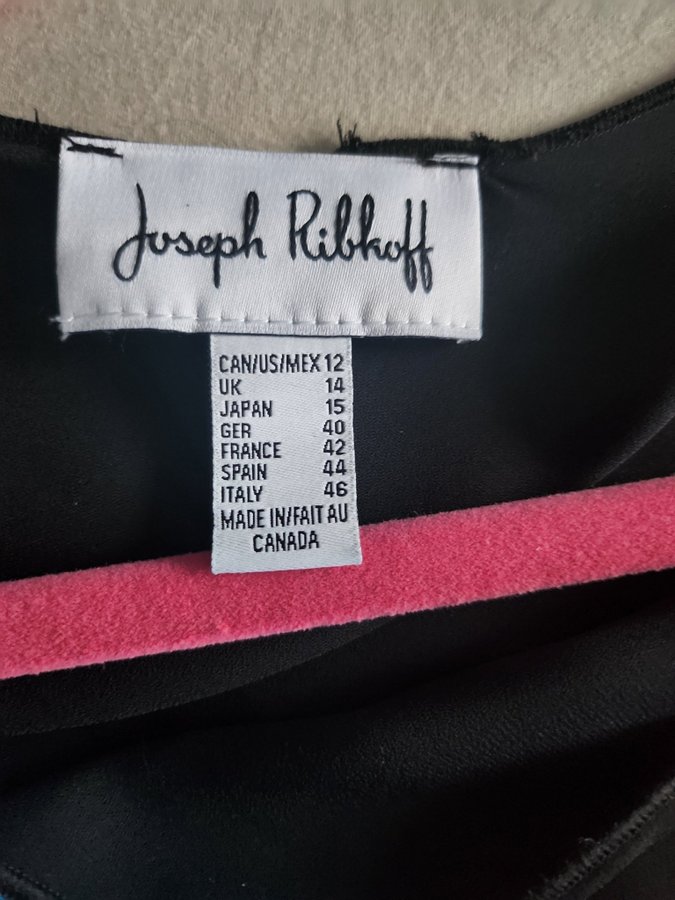 Joseph Ribkoff
CAN/US/MEX 12
UK 14
JAPAN 15
GER 40
FRANCE 42
SPAIN 44
ITALY 46
MADE IN/FAIT AU
CANADA